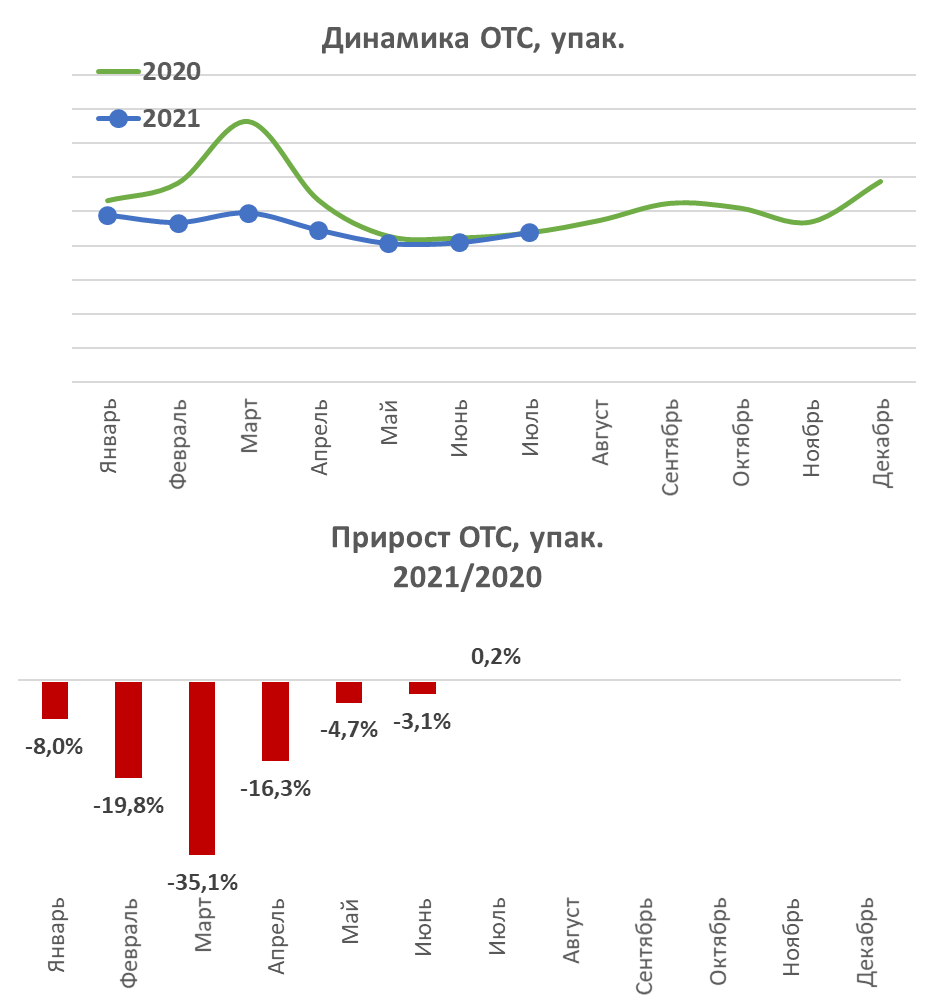 Динамика ОТС, упак.
2020
2021
Январь
Февраль
Март
Апрель
Май
Июнь
Июль
Август
Сентябрь
Октябрь
Ноябрь
Декабрь
Прирост ОТС, упак.
2021/2020
0,2%
-8,0%
-19,8%
-35,1%
-16,3%
-4,7%
-3,1%
Январь
Февраль
Март
Апрель
Май
Июнь
Июль
Август
Сентябрь
Октябрь
Ноябрь
Декабрь